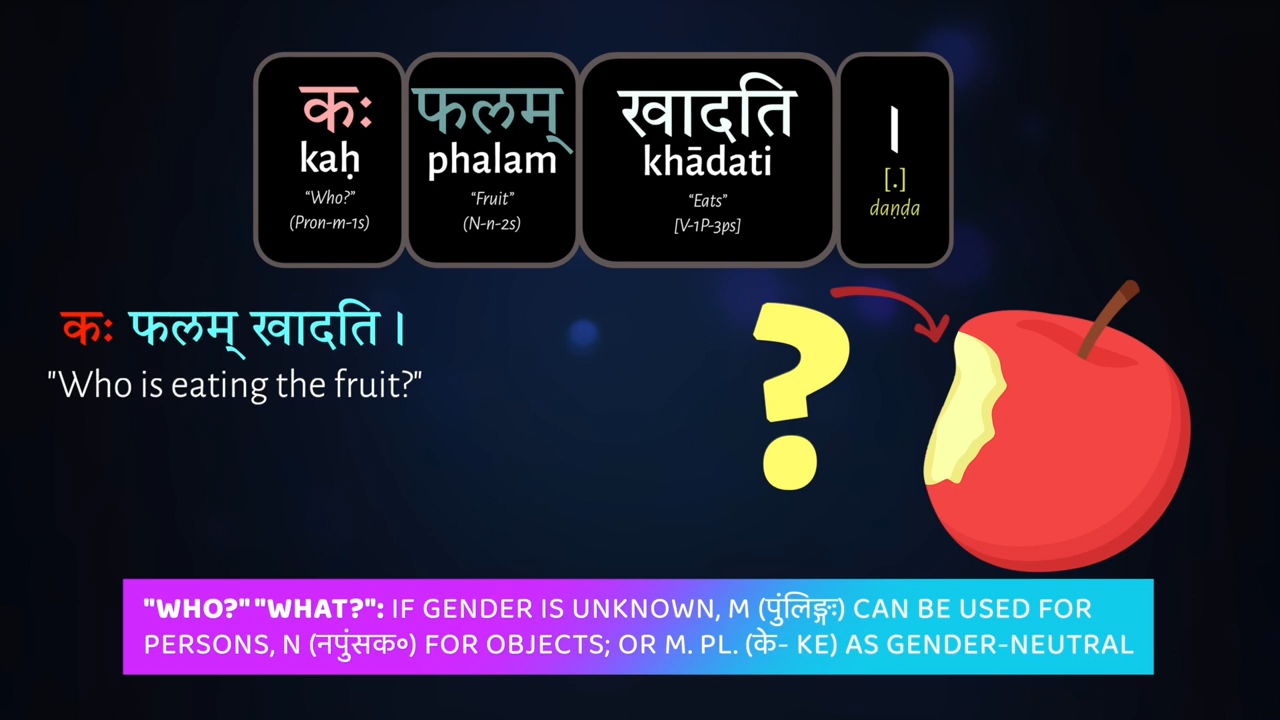 कः फलम् खादति ।
kaḥ phalam khādati [.]
“Who?” “Fruit” “Eats” daṇḍa
(Pron-m-1s) (N-n-2s) [V-1P-3ps]
कः फलम् खादति ।
"Who is eating the fruit?"
?
"WHO?" "WHAT?": IF GENDER IS UNKNOWN, M (पुंलिङ्गः) CAN BE USED FOR
PERSONS, N (नपुंसक॰) FOR OBJECTS; OR M. PL. (के- KE) AS GENDER-NEUTRAL